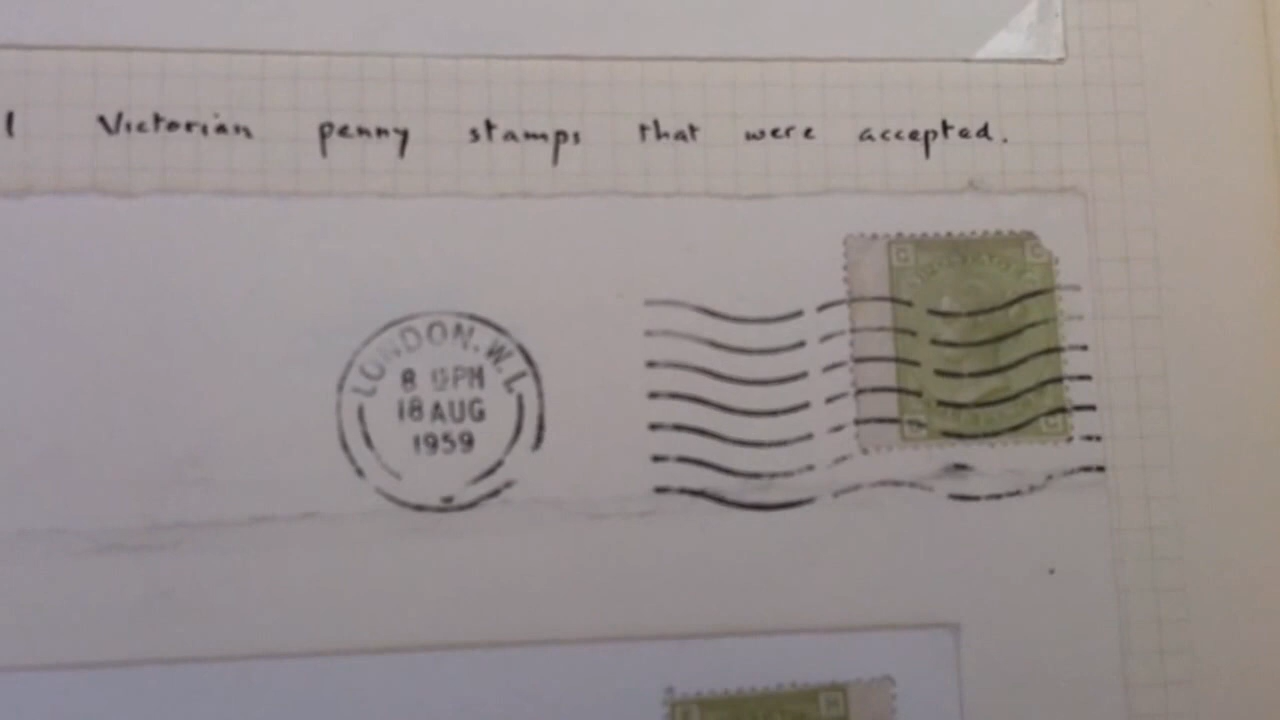 Victorian penny stamps that were accepted.
LONDON. W.1.
8 PM
18 AUG
1959